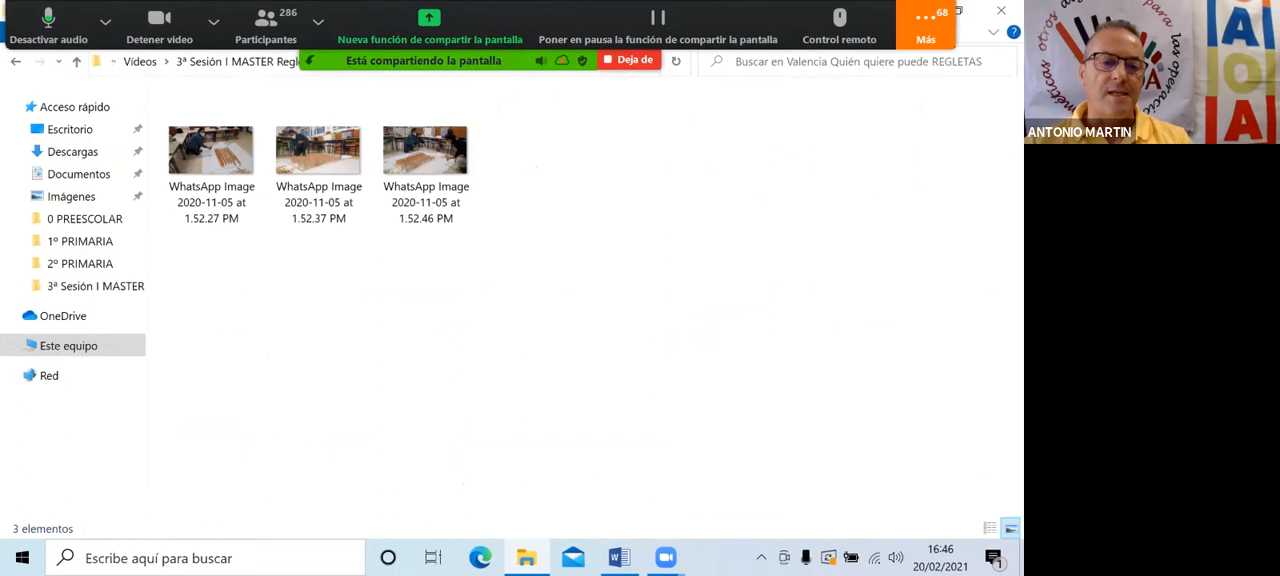 286
68
Desactivar audio
Detener video
Participantes
Nueva función de compartir la pantalla
Poner en pausa la función de compartir la pantalla
Control remoto
Más
Vídeos > 3ª Sesión I MASTER Regl
Está compartiendo la pantalla
Deja de
Buscar en Valencia Quién quiere puede REGLETAS
Acceso rápido
Escritorio
Descargas
Documentos
Imágenes
0 PREESCOLAR
1º PRIMARIA
2º PRIMARIA
3ª Sesión I MASTER
OneDrive
Este equipo
Red
WhatsApp Image
2020-11-05 at
1.52.27 PM
WhatsApp Image
2020-11-05 at
1.52.37 PM
WhatsApp Image
2020-11-05 at
1.52.46 PM
para
las operacio
otros
ANTONIO MARTIN
3 elementos
Escribe aquí para buscar
16:46
20/02/2021
1